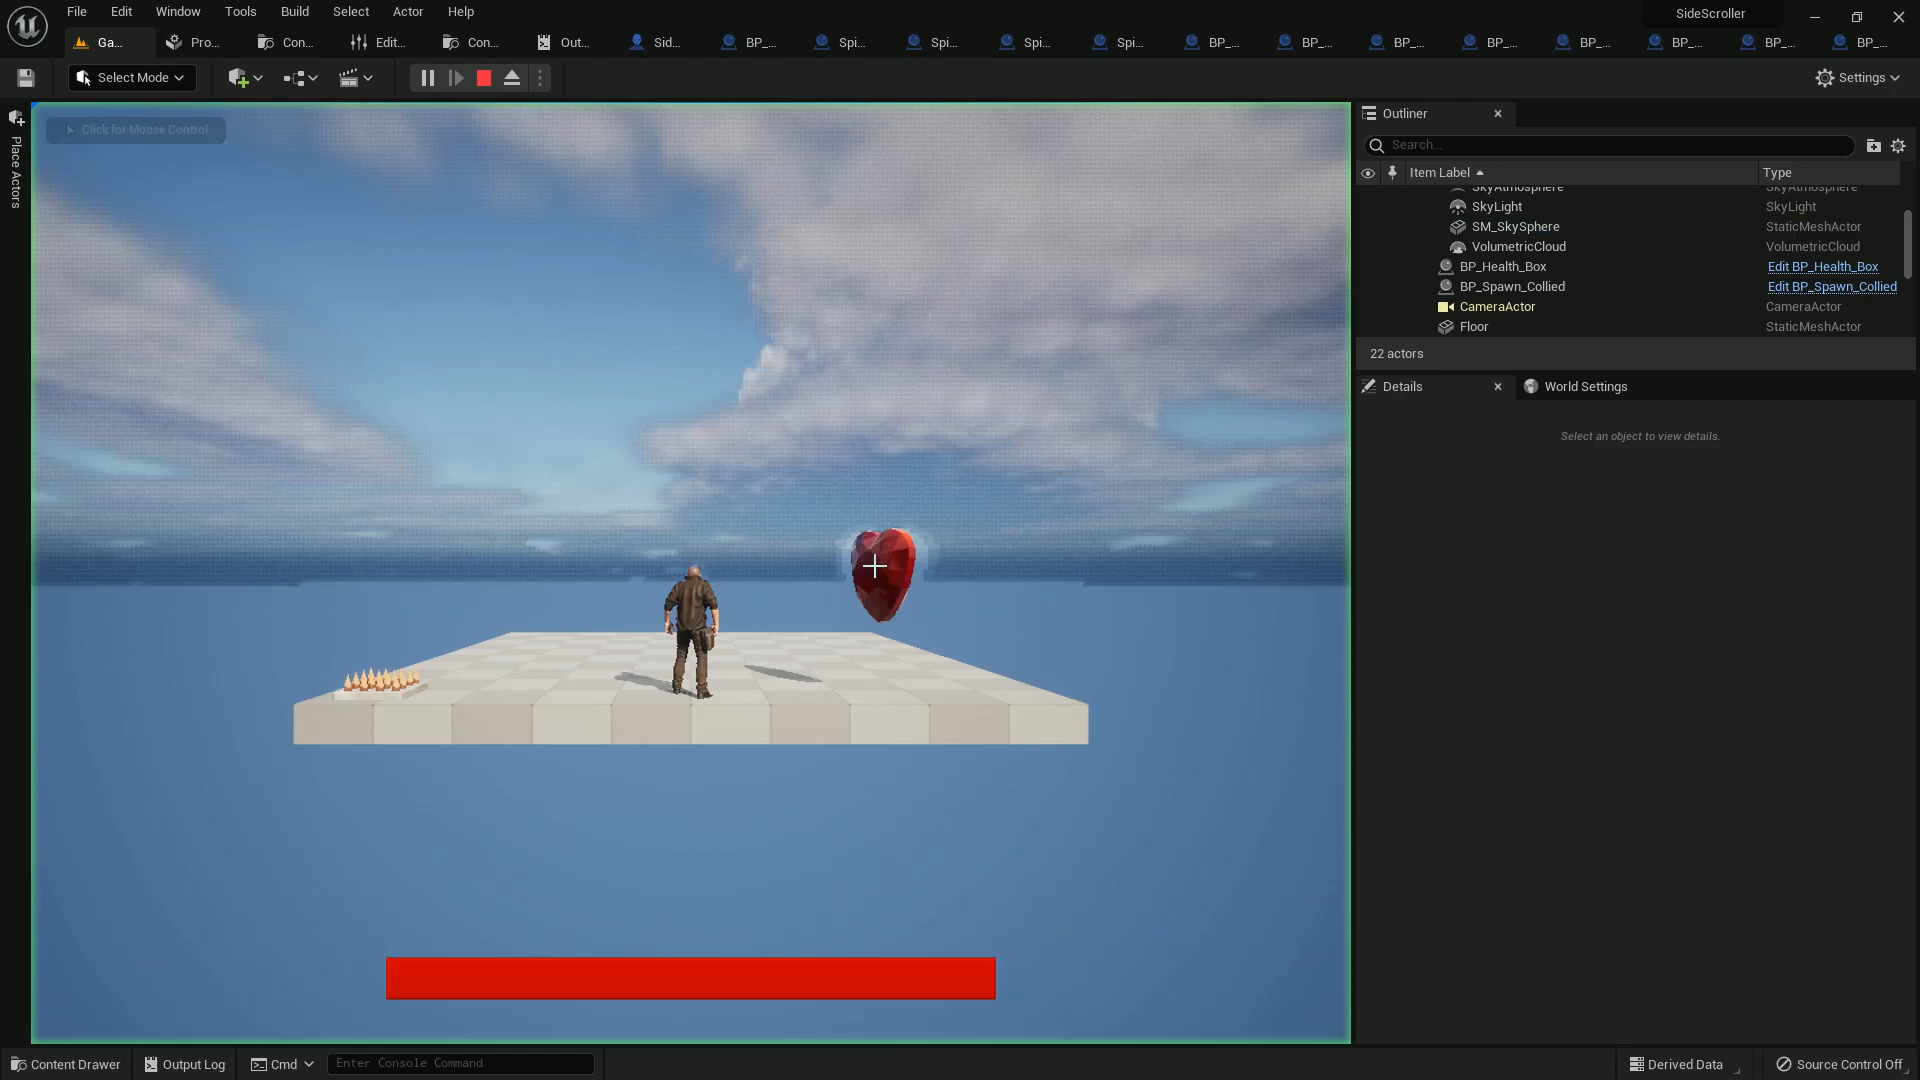 File Edit Window Tools Build Select Actor Help
SideScroller
Ga... Pro... Con... Edit... Con... Out... Sid... BP_... Spi... Spi... Spi... Spi... BP_... BP_... BP_... BP_... BP_... BP_... BP_... BP_...
Select Mode
Settings
Place Actors
Click for Mouse Control
Outliner
Search...
Item Label Type
SkyAtmosphere SkyAtmosphere
SkyLight SkyLight
SM_SkySphere StaticMeshActor
VolumetricCloud VolumetricCloud
BP_Health_Box Edit BP_Health_Box
BP_Spawn_Collied Edit BP_Spawn_Collied
CameraActor CameraActor
Floor StaticMeshActor
22 actors
Details World Settings
Select an object to view details.
Content Drawer Output Log Cmd Enter Console Command Derived Data Source Control Off